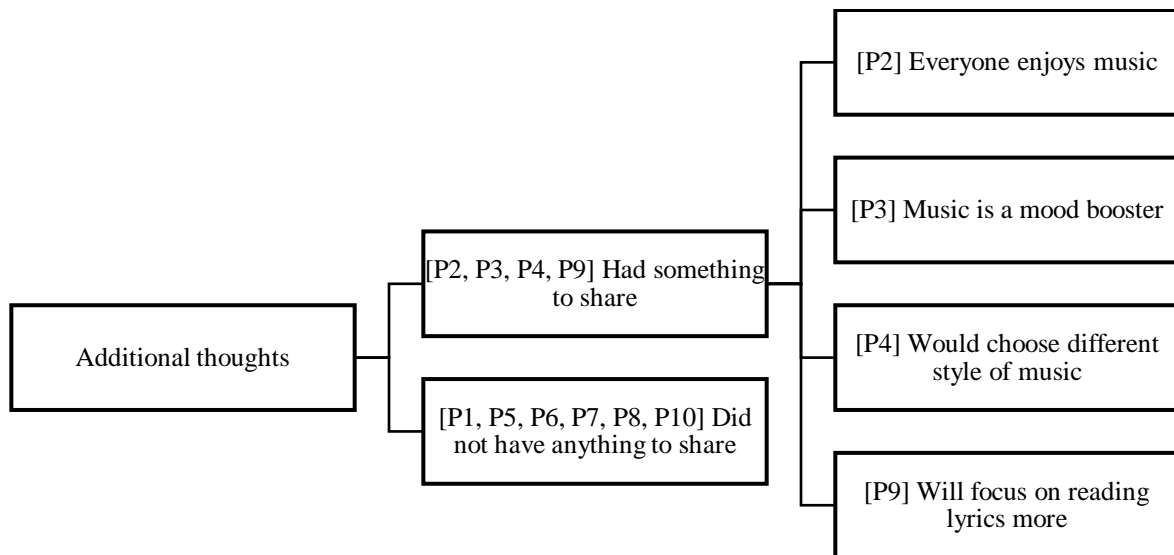 Additional thoughts
[P2, P3, P4, P9] Had something
to share
[P1, P5, P6, P7, P8, P10] Did
not have anything to share
[P2] Everyone enjoys music
[P3] Music is a mood booster
[P4] Would choose different
style of music
[P9] Will focus on reading
lyrics more